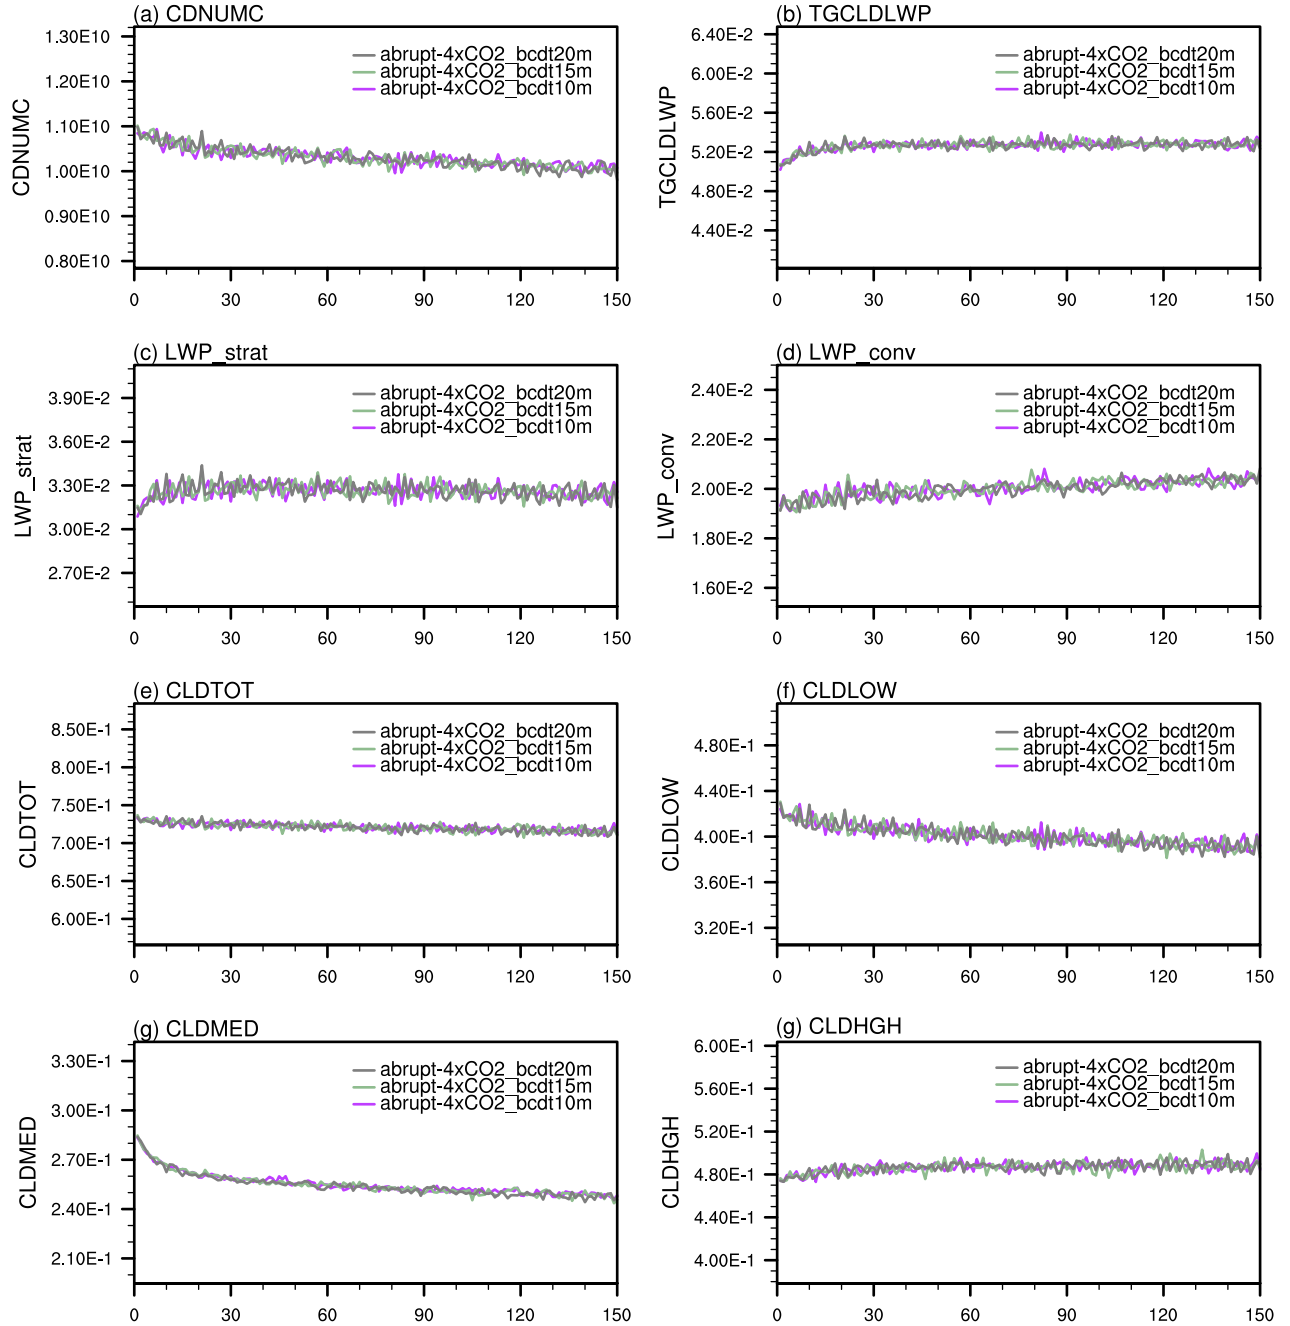 (a) CDNUMC
1.30E10
1.20E10
1.10E10
1.00E10
0.90E10
0.80E10
CDNUMC
abrupt-4xCO2_bcdt20m
abrupt-4xCO2_bcdt15m
abrupt-4xCO2_bcdt10m
0 30 60 90 120 150
(b) TGCLDLWP
6.40E-2
6.00E-2
5.60E-2
5.20E-2
4.80E-2
4.40E-2
TGCLDLWP
abrupt-4xCO2_bcdt20m
abrupt-4xCO2_bcdt15m
abrupt-4xCO2_bcdt10m
0 30 60 90 120 150
(c) LWP_strat
3.90E-2
3.60E-2
3.30E-2
3.00E-2
2.70E-2
LWP_strat
abrupt-4xCO2_bcdt20m
abrupt-4xCO2_bcdt15m
abrupt-4xCO2_bcdt10m
0 30 60 90 120 150
(d) LWP_conv
2.40E-2
2.20E-2
2.00E-2
1.80E-2
1.60E-2
LWP_conv
abrupt-4xCO2_bcdt20m
abrupt-4xCO2_bcdt15m
abrupt-4xCO2_bcdt10m
0 30 60 90 120 150
(e) CLDTOT
8.50E-1
8.00E-1
7.50E-1
7.00E-1
6.50E-1
6.00E-1
CLDTOT
abrupt-4xCO2_bcdt20m
abrupt-4xCO2_bcdt15m
abrupt-4xCO2_bcdt10m
0 30 60 90 120 150
(f) CLDLOW
4.80E-1
4.40E-1
4.00E-1
3.60E-1
3.20E-1
CLDLOW
abrupt-4xCO2_bcdt20m
abrupt-4xCO2_bcdt15m
abrupt-4xCO2_bcdt10m
0 30 60 90 120 150
(g) CLDMED
3.30E-1
3.00E-1
2.70E-1
2.40E-1
2.10E-1
CLDMED
abrupt-4xCO2_bcdt20m
abrupt-4xCO2_bcdt15m
abrupt-4xCO2_bcdt10m
0 30 60 90 120 150
(g) CLDHGH
6.00E-1
5.60E-1
5.20E-1
4.80E-1
4.40E-1
4.00E-1
CLDHGH
abrupt-4xCO2_bcdt20m
abrupt-4xCO2_bcdt15m
abrupt-4xCO2_bcdt10m
0 30 60 90 120 150